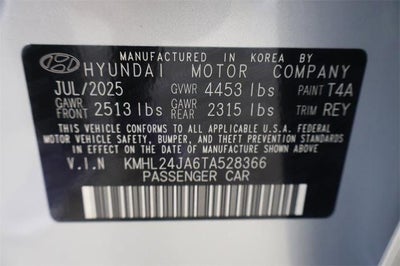 MANUFACTURED IN KOREA BY
HYUNDAI MOTOR COMPANY
JUL/2025 GVWR 4453 lbs PAINT T4A
GAWR FRONT 2513 lbs GAWR REAR 2315 lbs TRIM REY
THIS VEHICLE CONFORMS TO ALL APPLICABLE U.S FEDERAL
MOTOR VEHICLE SAFETY, BUMPER, AND THEFT PREVENTION STANDARDS
IN EFFECT ON THE DATE OF MANUFACTURE SHOWN ABOVE.
V.I.N KMHL24JA6TA528366
PASSENGER CAR